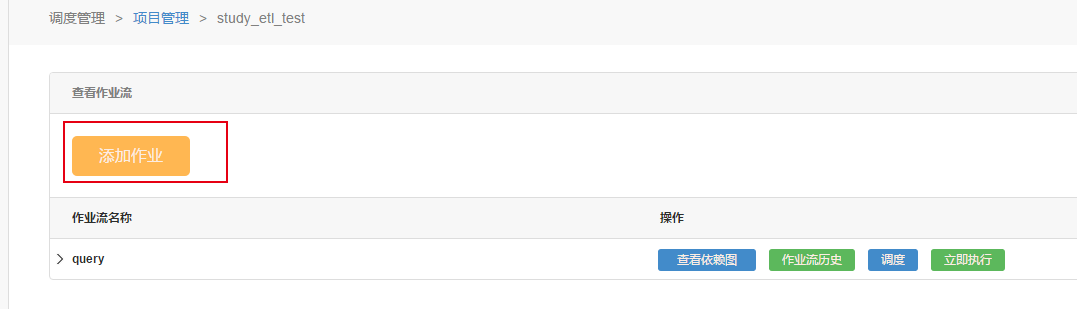 调度管理 > 项目管理 > study_etl_test
查看作业流
添加作业
作业流名称 操作
query 查看依赖图 作业流历史 调度 立即执行